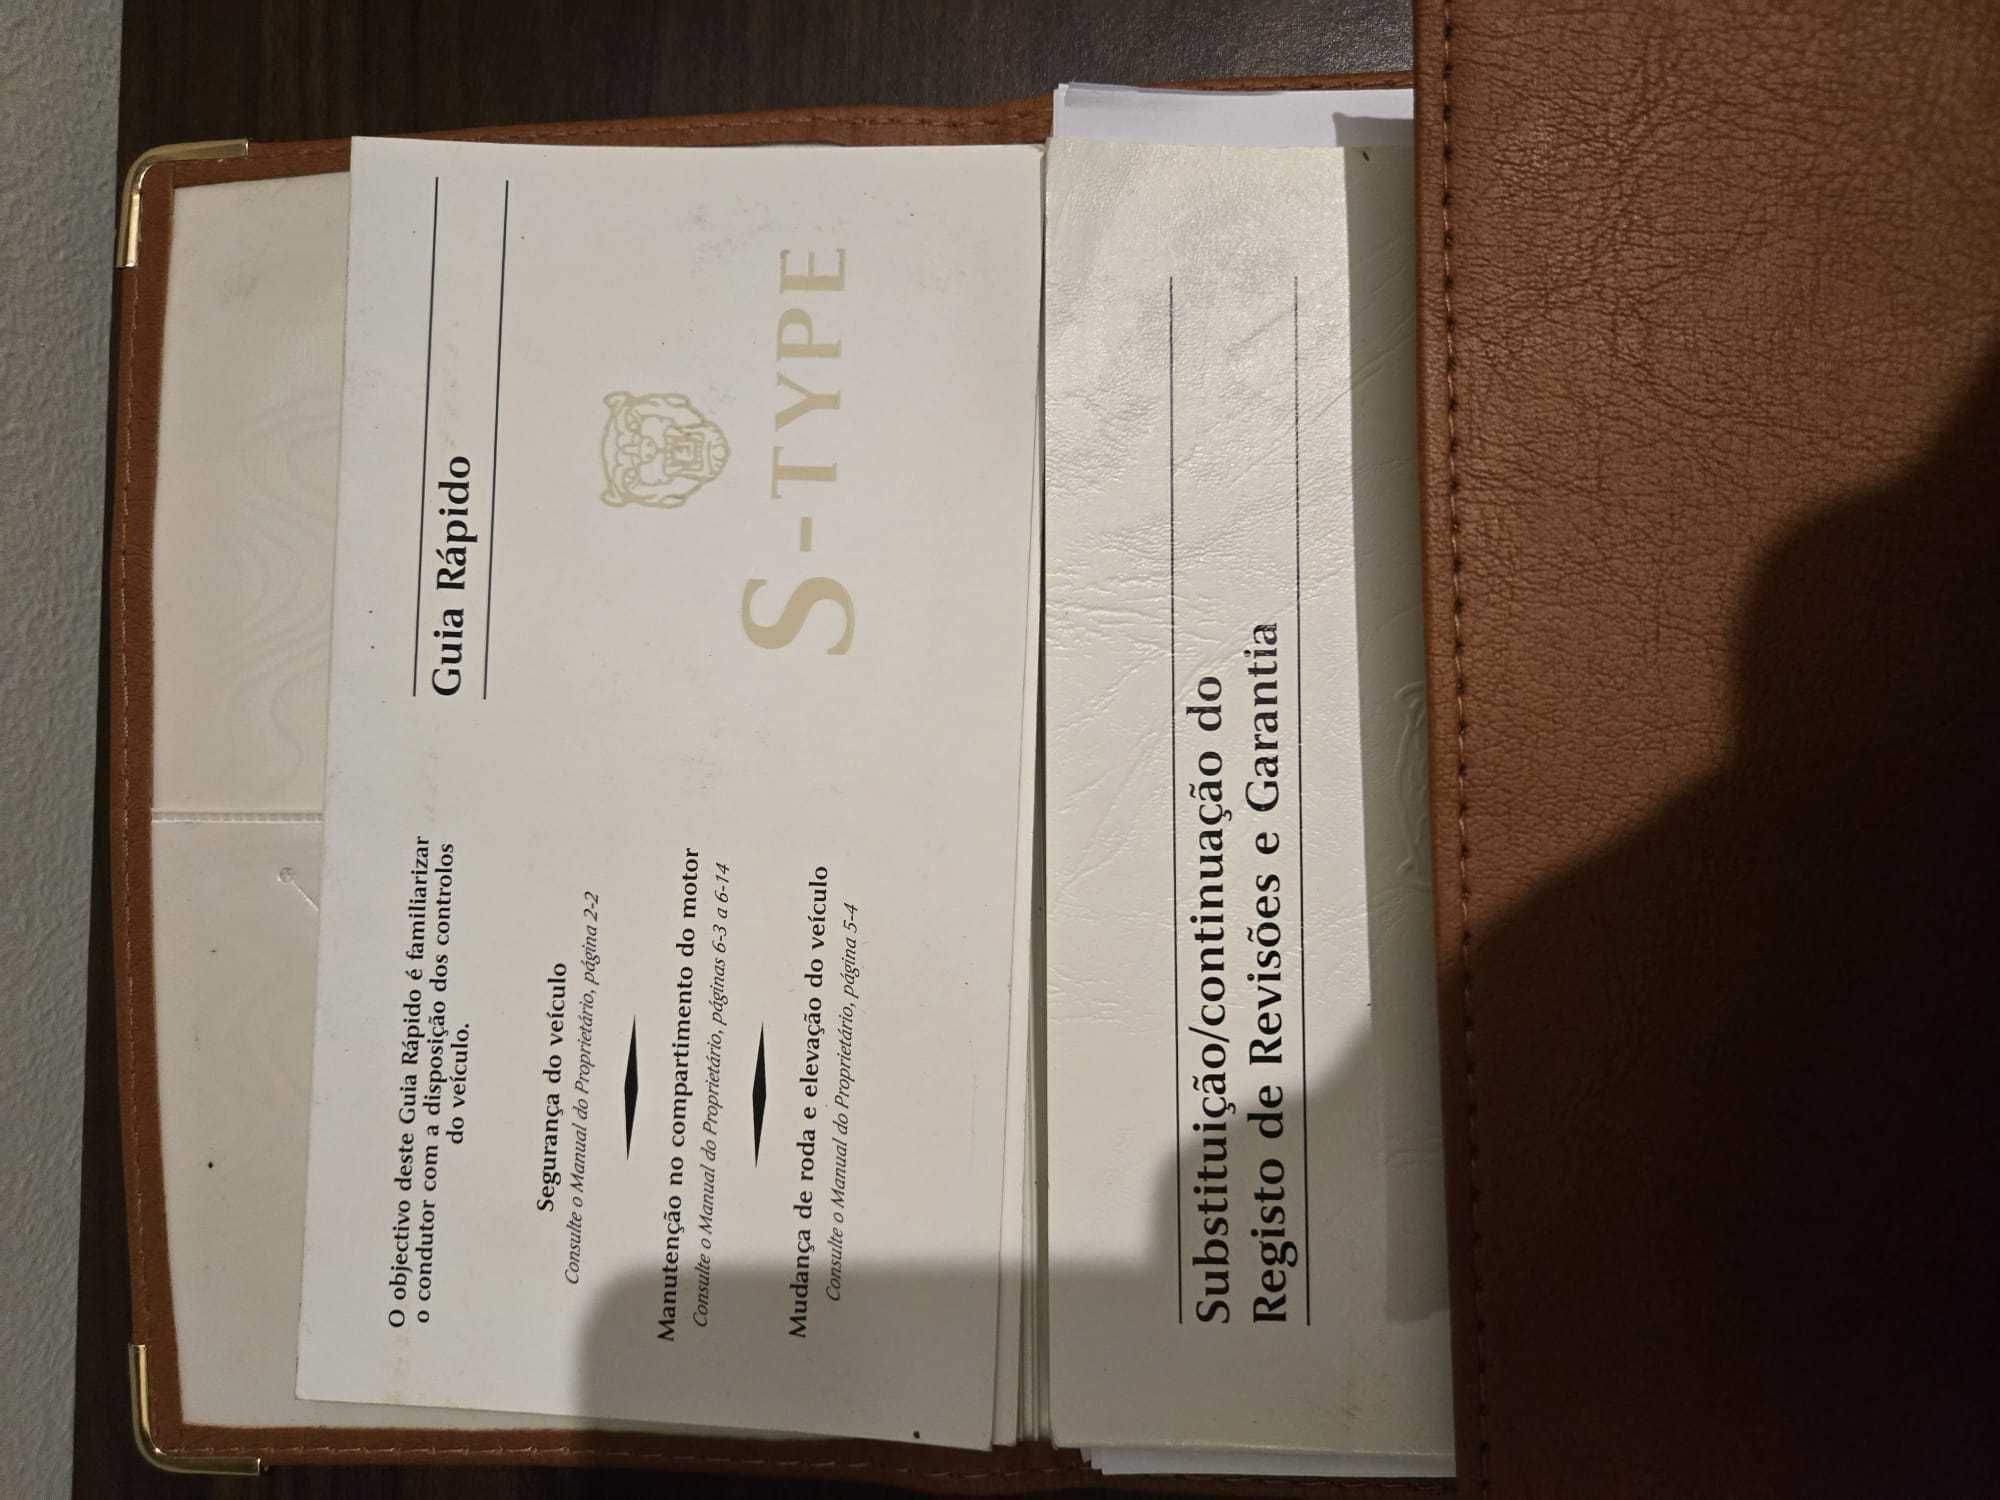 Guia Rápido
S-TYPE
O objectivo deste Guia Rápido é familiarizar
o condutor com a disposição dos controlos
do veículo.
Segurança do veículo
Consulte o Manual do Proprietário, página 2-2
Manutenção no compartimento do motor
Consulte o Manual do Proprietário, páginas 6-3 a 6-14
Mudança de roda e elevação do veículo
Consulte o Manual do Proprietário, página 5-4
Substituição/continuação do
Registo de Revisões e Garantia